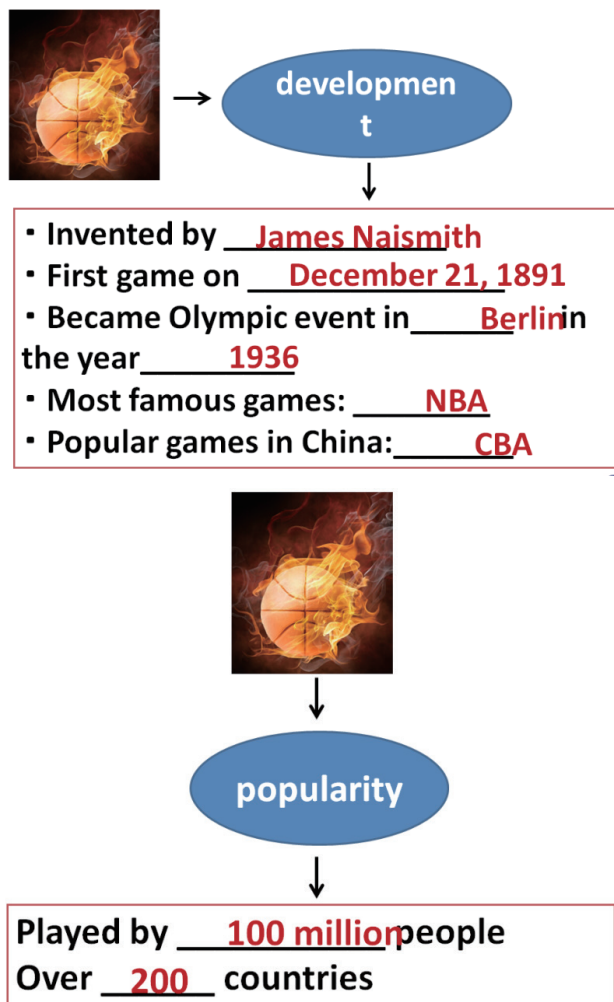 developmen
t
· Invented by James Naismith
· First game on December 21, 1891
· Became Olympic event in Berlin in
the year 1936
· Most famous games: NBA
· Popular games in China: CBA
popularity
Played by 100 million people
Over 200 countries